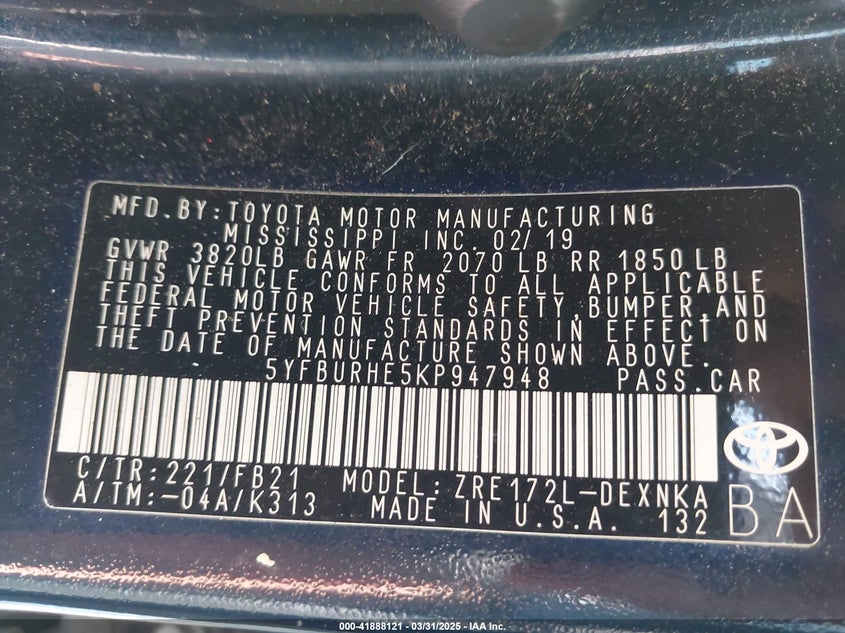 MFD.BY:TOYOTA MOTOR MANUFACTURING
MISSISSIPPI INC. 02/19
GVWR 3820LB GAWR FR 2070 LB RR 1850 LB
THIS VEHICLE CONFORMS TO ALL APPLICABLE
FEDERAL MOTOR VEHICLE SAFETY,BUMPER,AND
THEFT PREVENTION STANDARDS IN EFFECT ON
THE DATE OF MANUFACTURE SHOWN ABOVE.
5YFBURHE5KP947948 PASS.CAR
C/TR:221/FB21 MODEL:ZRE172L-DEXNKA
A/TM:-04A/K313 MADE IN U.S.A. 132
BA
000-41888121 - 03/31/2025 - IAA Inc.